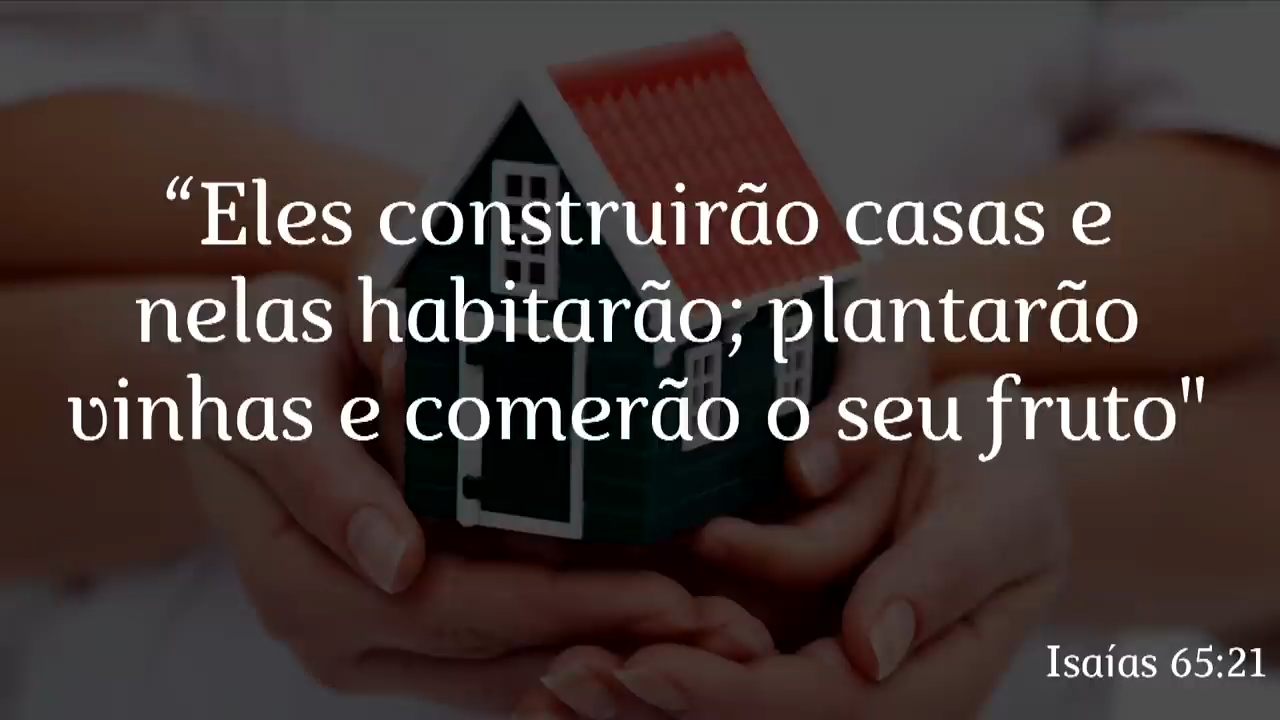 “Eles construirão casas e
nelas habitarão; plantarão
vinhas e comerão o seu fruto"
Isaías 65:21